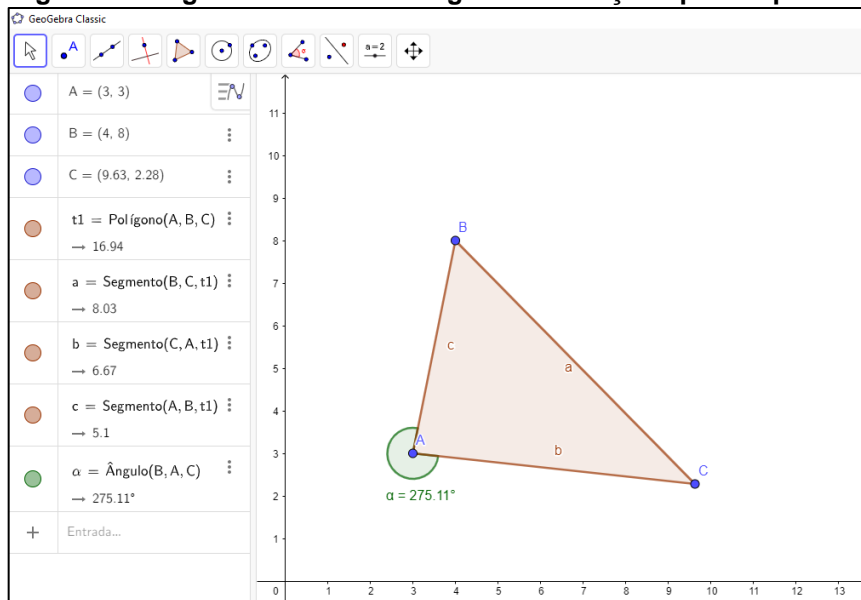 GeoGebra Classic
A
a=2
A = (3, 3)
B = (4, 8)
C = (9.63, 2.28)
t1 = Polígono(A, B, C)
→ 16.94
a = Segmento(B, C, t1)
→ 8.03
b = Segmento(C, A, t1)
→ 6.67
c = Segmento(A, B, t1)
→ 5.1
α = Ângulo(B, A, C)
→ 275.11°
Entrada...
11
10
9
8
7
6
5
4
3
2
1
0 1 2 3 4 5 6 7 8 9 10 11 12 13
B
c
a
A
b
C
α = 275.11°